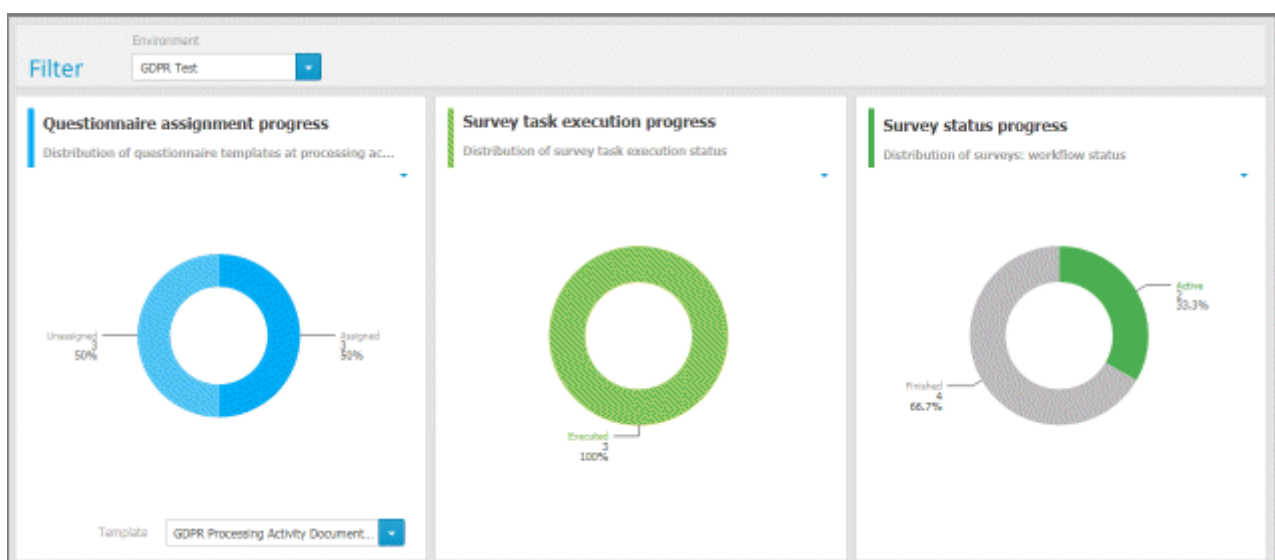 Environment
Filter
GDPR Test
Questionnaire assignment progress
Distribution of questionnaire templates at processing ac...
Unassigned
3
50%
Assigned
3
50%
Template
GDPR Processing Activity Document...
Survey task execution progress
Distribution of survey task execution status
Executed
3
100%
Survey status progress
Distribution of surveys: workflow status
Active
2
33.3%
Finished
4
66.7%